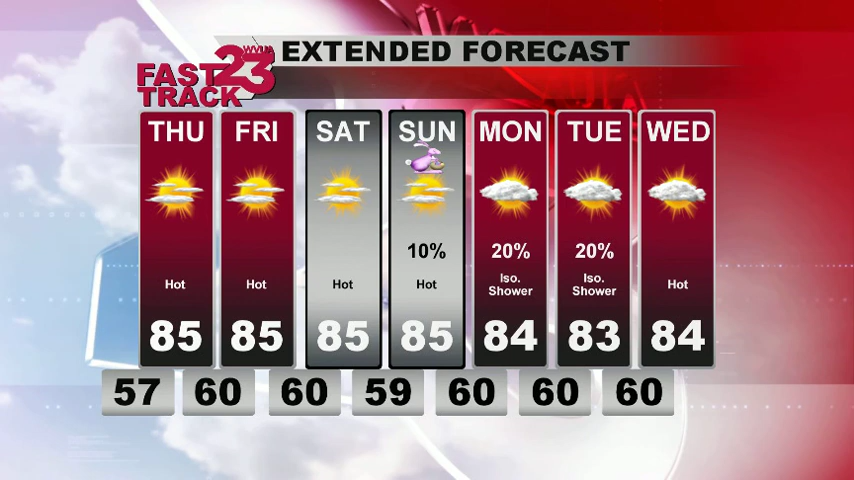 WVUA
23
FAST
TRACK
EXTENDED FORECAST
THU FRI SAT SUN MON TUE WED
10% 20% 20%
Hot Hot Hot Hot Iso. Shower Iso. Shower Hot
85 85 85 85 84 83 84
57 60 60 59 60 60 60